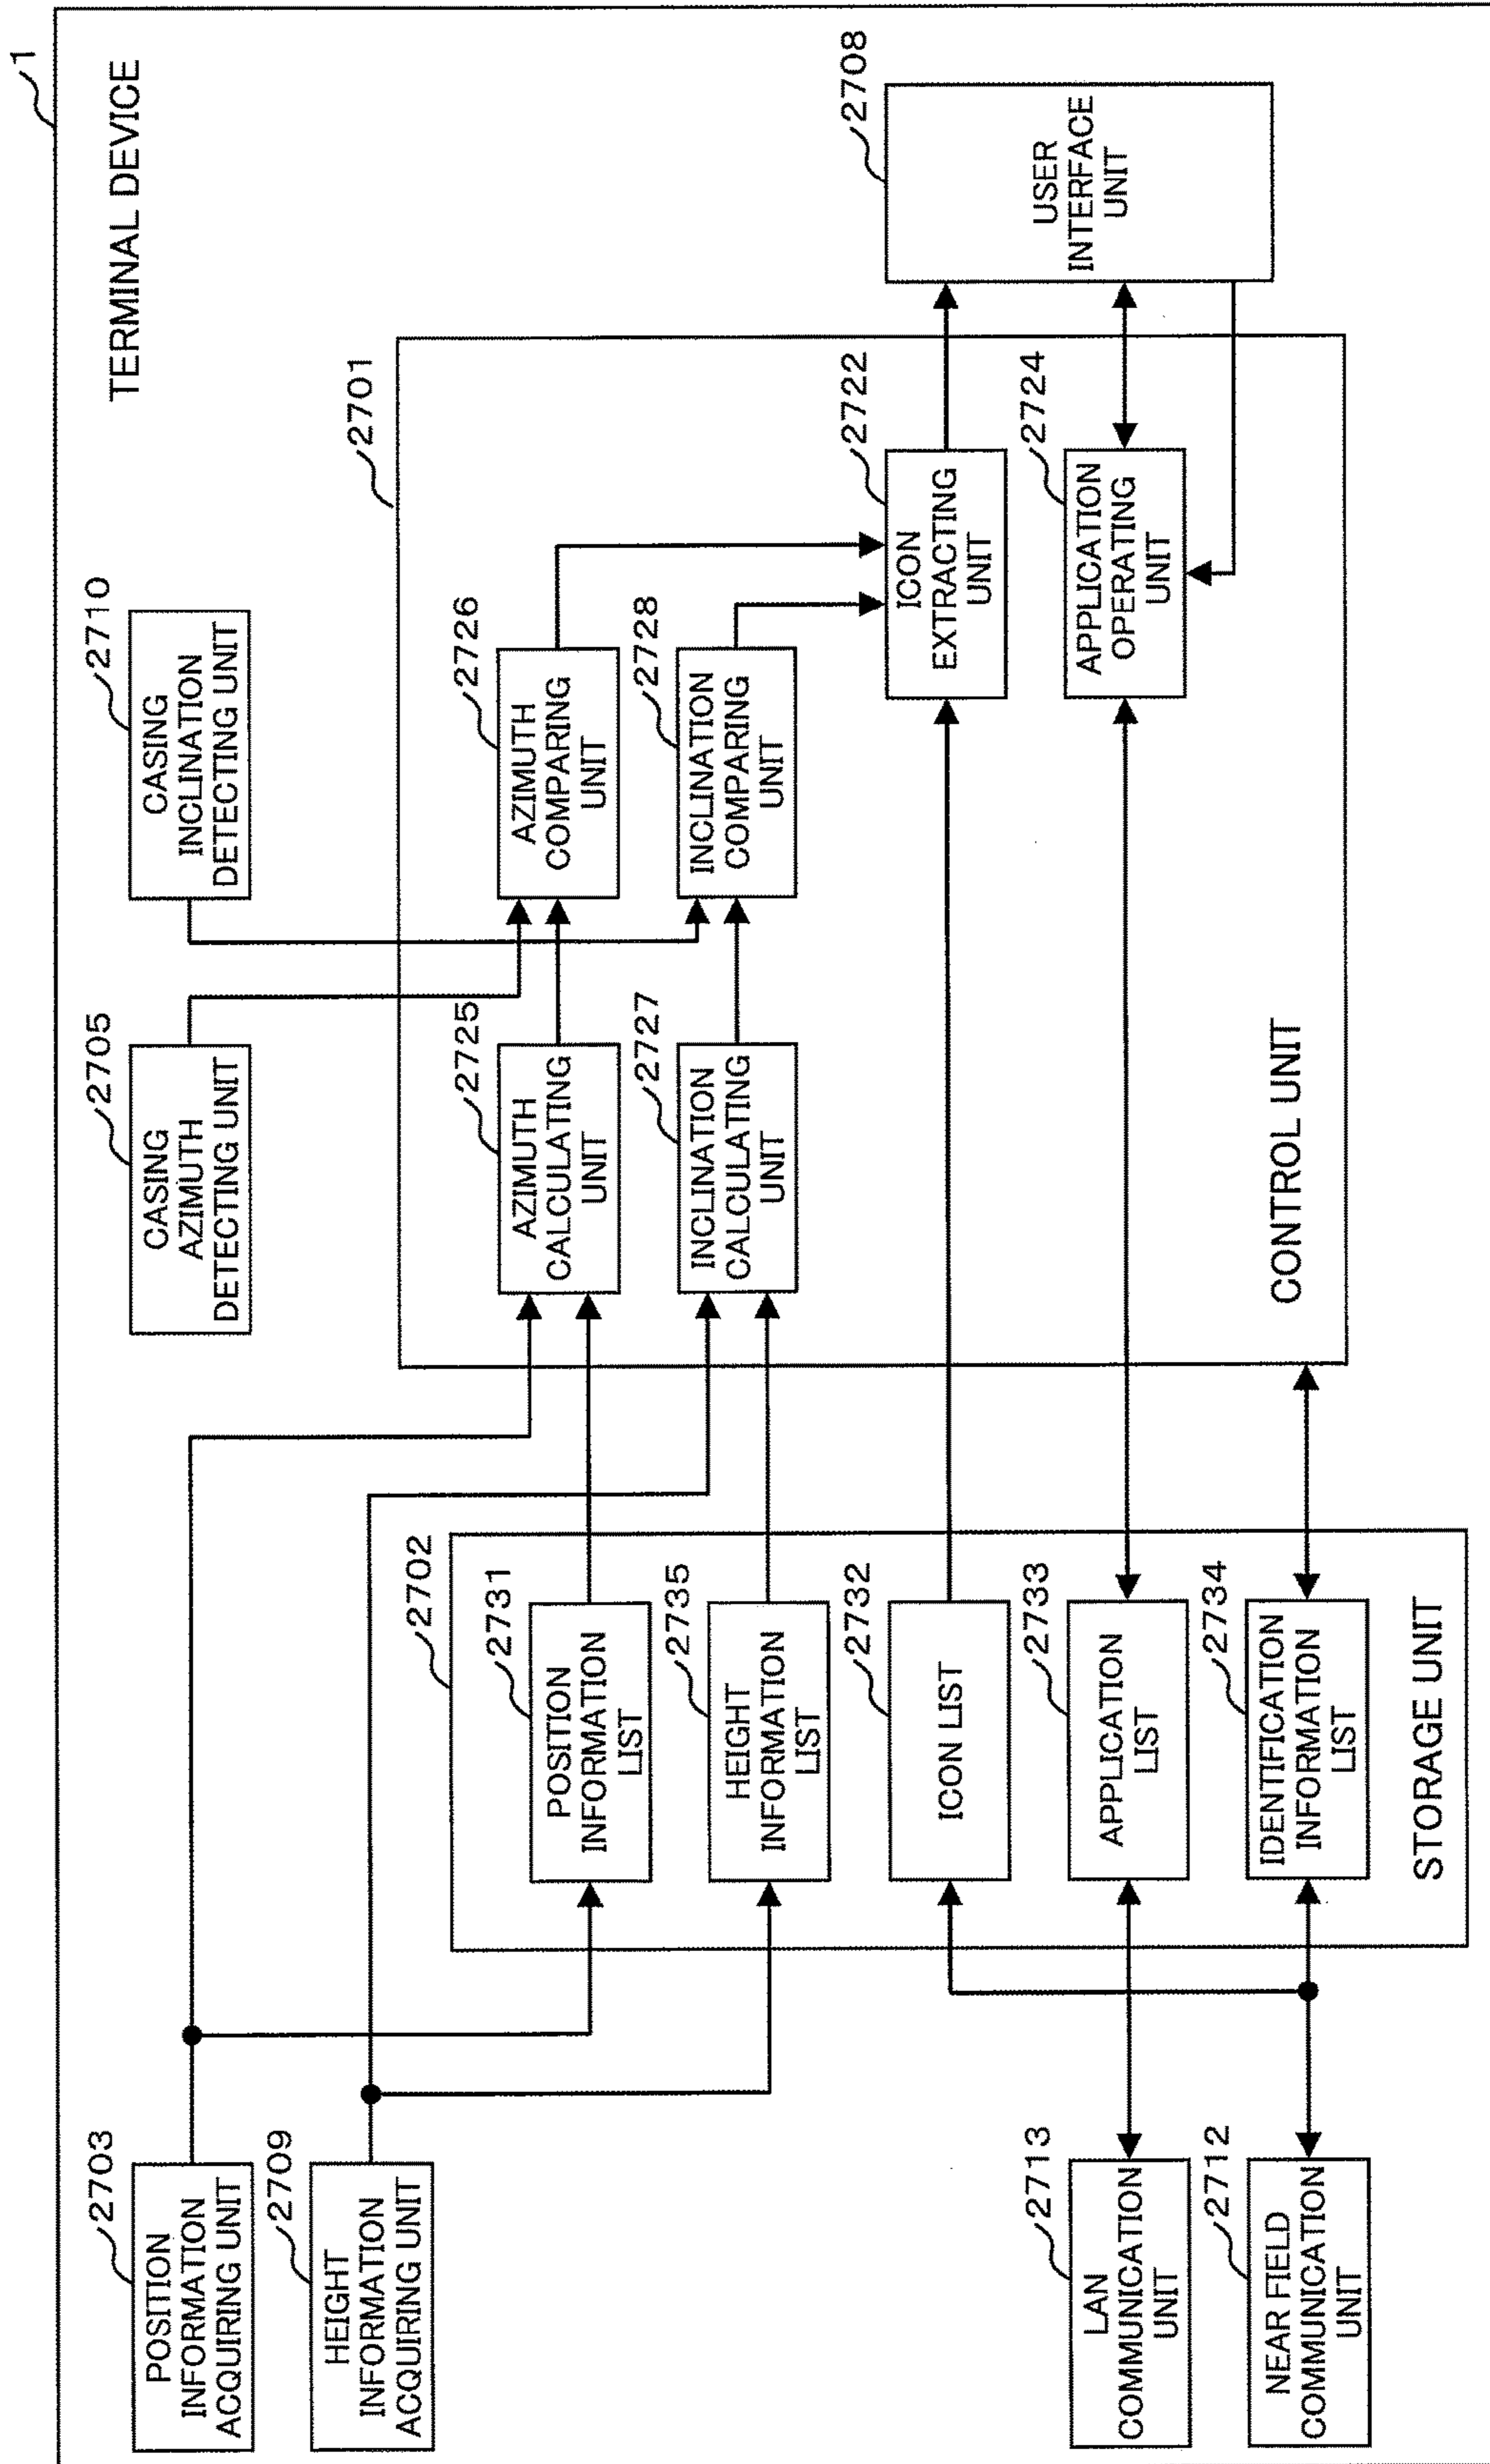 1
TERMINAL DEVICE
2703
POSITION
INFORMATION
ACQUIRING UNIT
2709
HEIGHT
INFORMATION
ACQUIRING UNIT
2713
LAN
COMMUNICATION
UNIT
2712
NEAR FIELD
COMMUNICATION
UNIT
2702
2731
POSITION
INFORMATION
LIST
2735
HEIGHT
INFORMATION
LIST
2732
ICON LIST
2733
APPLICATION
LIST
2734
IDENTIFICATION
INFORMATION
LIST
STORAGE UNIT
2705
CASING
AZIMUTH
DETECTING UNIT
2710
CASING
INCLINATION
DETECTING UNIT
2701
2725
AZIMUTH
CALCULATING
UNIT
2726
AZIMUTH
COMPARING
UNIT
2727
INCLINATION
CALCULATING
UNIT
2728
INCLINATION
COMPARING
UNIT
2722
ICON
EXTRACTING
UNIT
2724
APPLICATION
OPERATING
UNIT
CONTROL UNIT
2708
USER
INTERFACE
UNIT